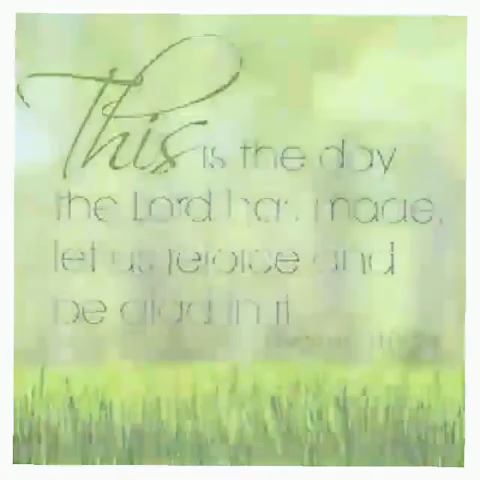 This is the day
the Lord has made,
let us rejoice and
be glad in it